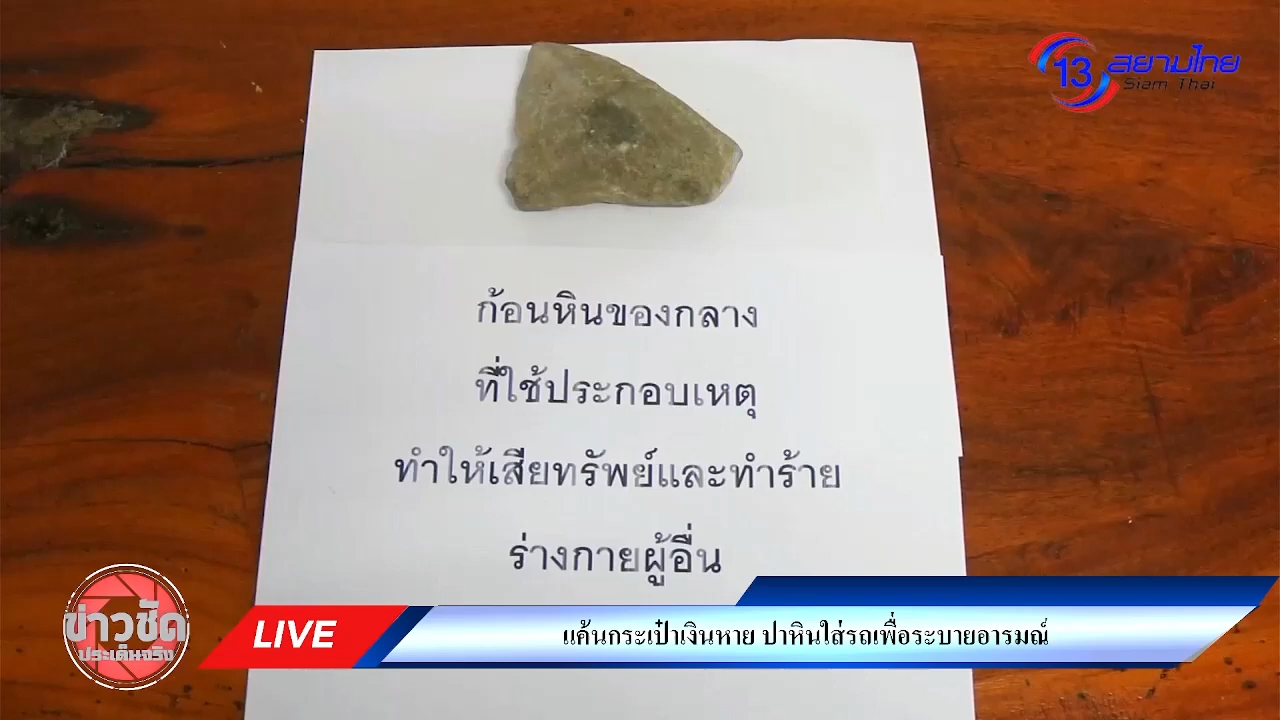 13 สยามไทย
Siam Thai
ก้อนหินของกลาง
ที่ใช้ประกอบเหตุ
ทำให้เสียทรัพย์และทำร้าย
ร่างกายผู้อื่น
ข่าวชัด
ประเด็นจริง
LIVE
แค้นกระเป๋าเงินหาย ปาหินใส่รถเพื่อระบายอารมณ์